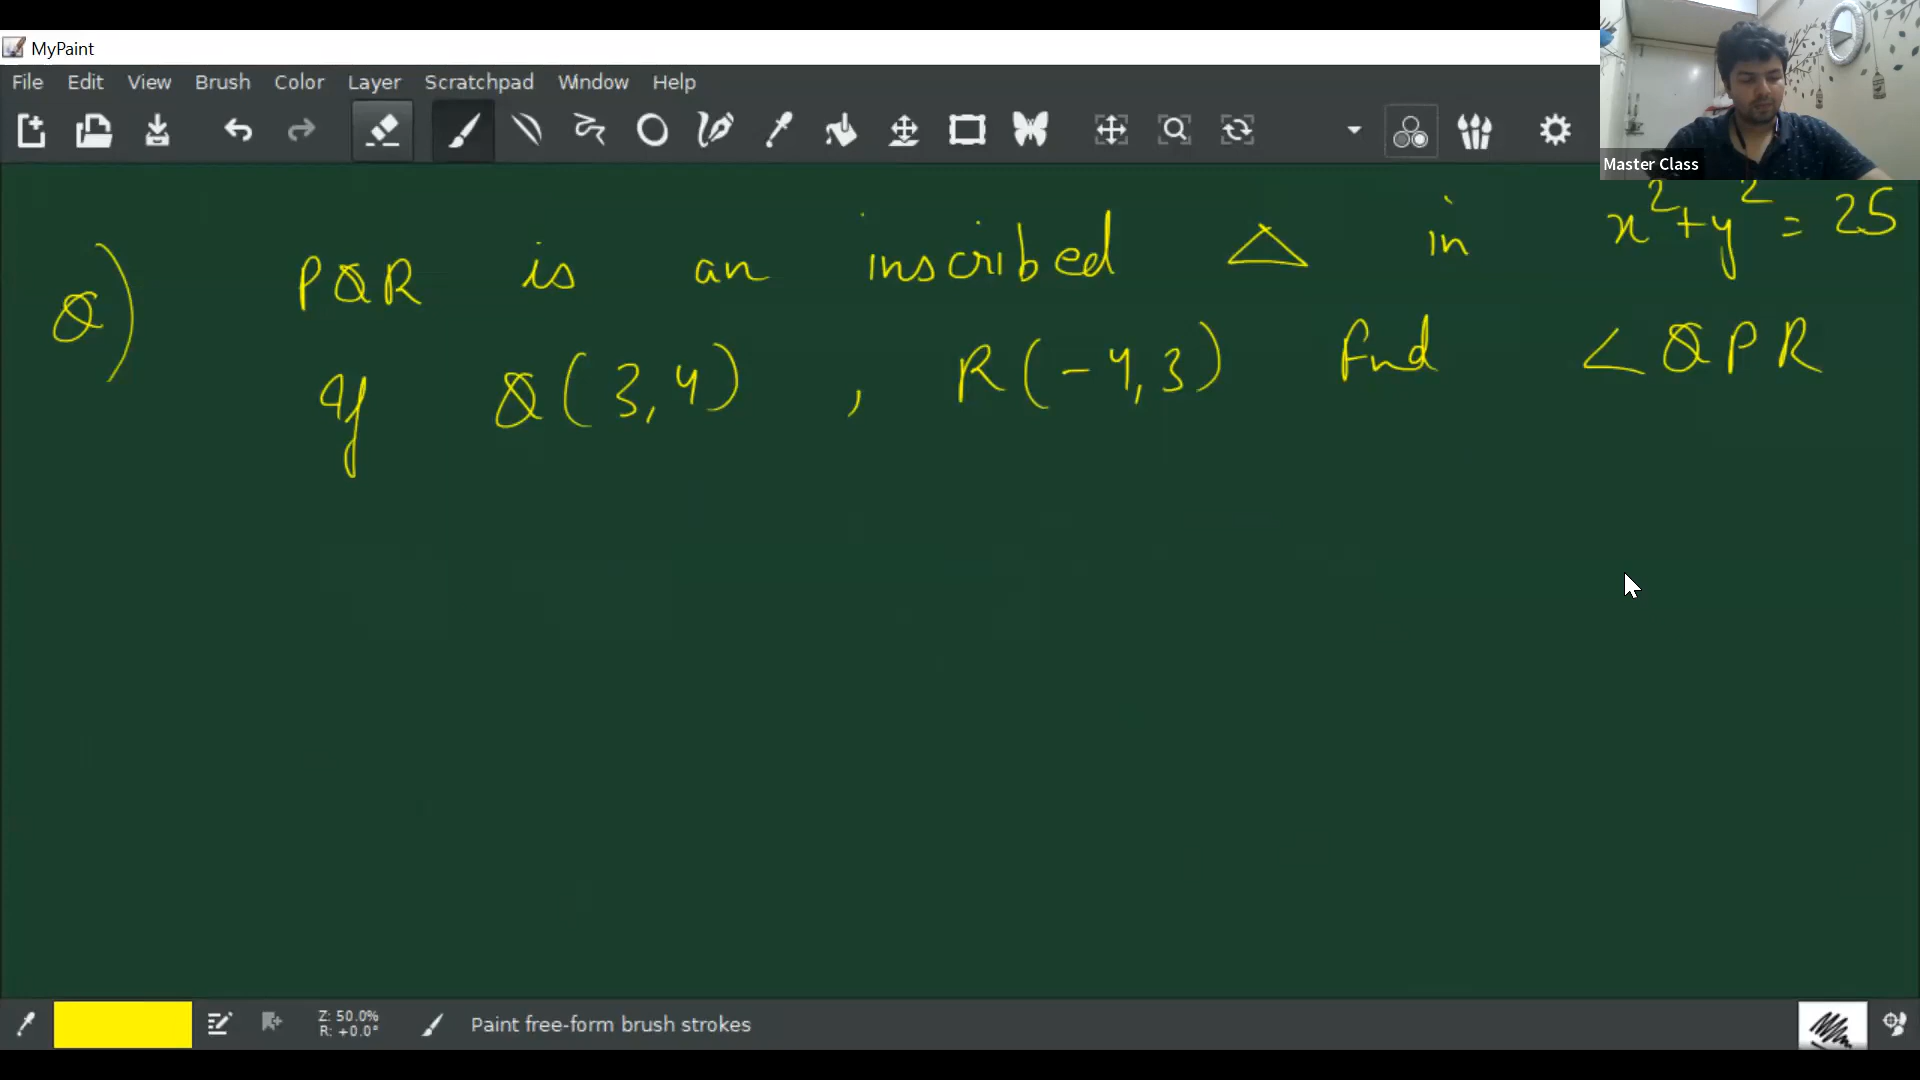 MyPaint
File Edit View Brush Color Layer Scratchpad Window Help
Master Class
Q) PQR is an inscribed △ in x²+y² = 25
If Q(3,4) , R(-4,3) find ∠QPR
Z: 50.0%
R: +0.0°
Paint free-form brush strokes